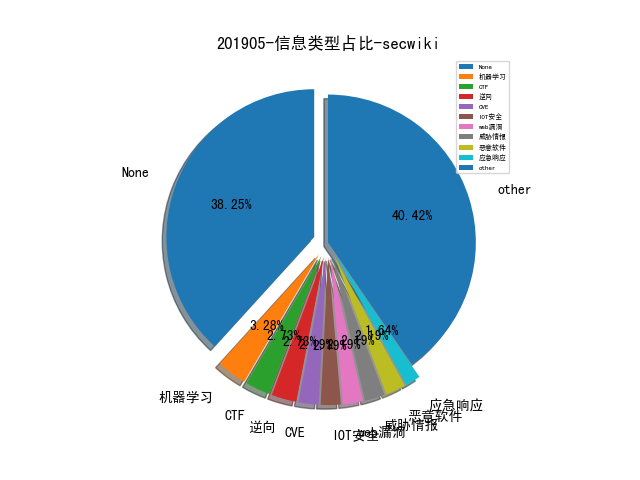 201905-信息类型占比-secwiki
None
机器学习
CTF
逆向
CVE
IOT安全
web漏洞
威胁情报
恶意软件
应急响应
other
None
38.25%
other
40.42%
3.28%
2.73%
1.64%
机器学习
CTF
逆向
CVE
IOT安全
web漏洞
威胁情报
恶意软件
应急响应